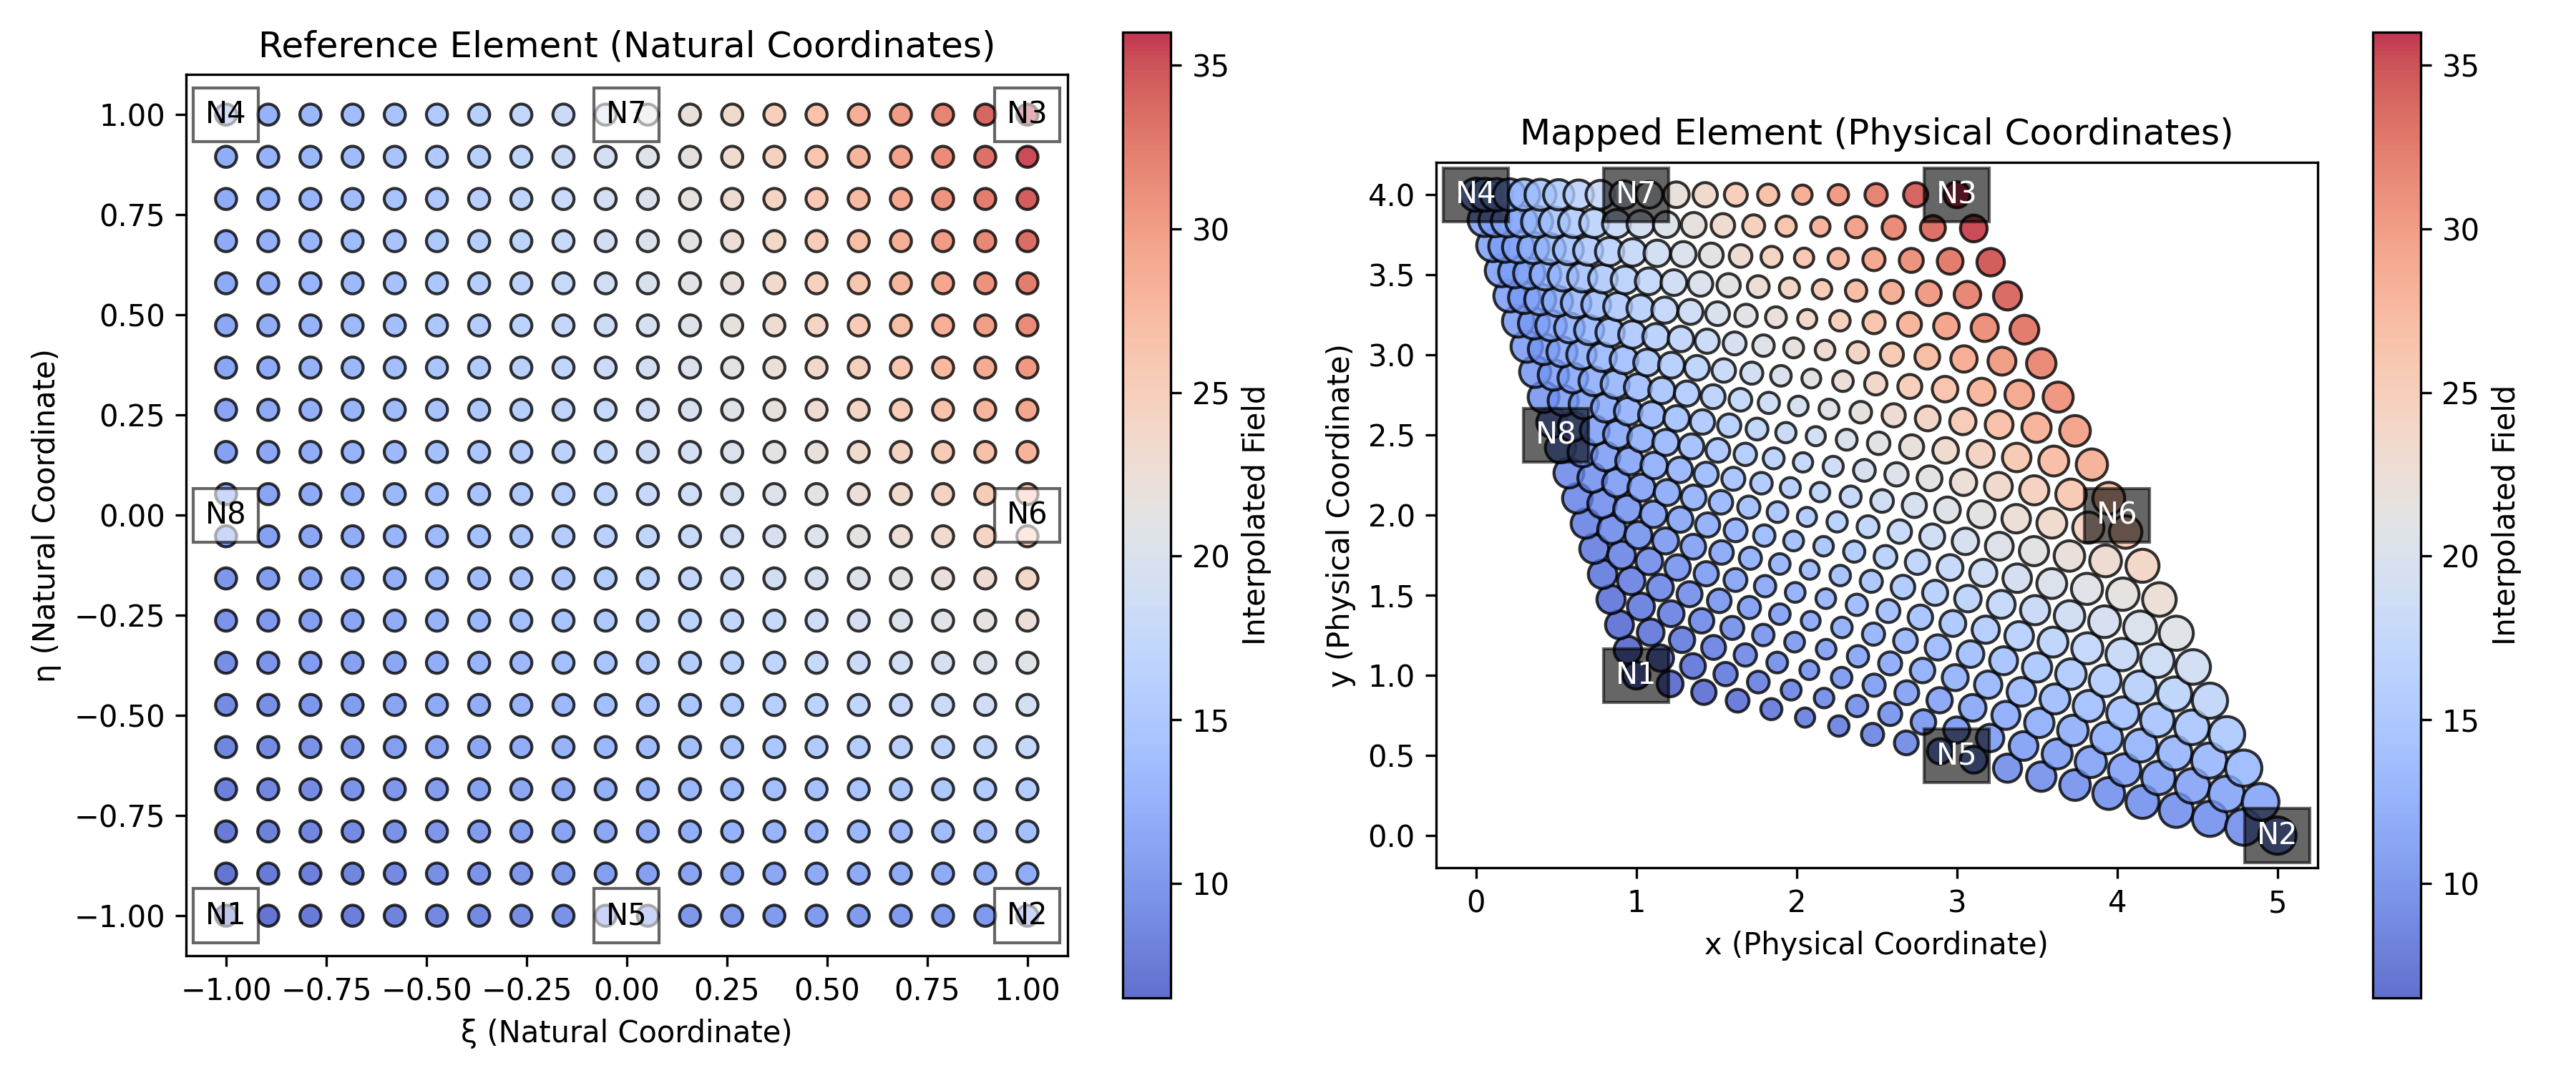 Reference Element (Natural Coordinates)
N4
N7
N3
N8
N6
N1
N5
N2
1.00
0.75
0.50
0.25
0.00
−0.25
−0.50
−0.75
−1.00
η (Natural Coordinate)
−1.00
−0.75
−0.50
−0.25
0.00
0.25
0.50
0.75
1.00
ξ (Natural Coordinate)
35
30
25
20
15
10
Interpolated Field
Mapped Element (Physical Coordinates)
N4
N7
N3
N8
N6
N1
N5
N2
4.0
3.5
3.0
2.5
2.0
1.5
1.0
0.5
0.0
y (Physical Coordinate)
0
1
2
3
4
5
x (Physical Coordinate)
35
30
25
20
15
10
Interpolated Field